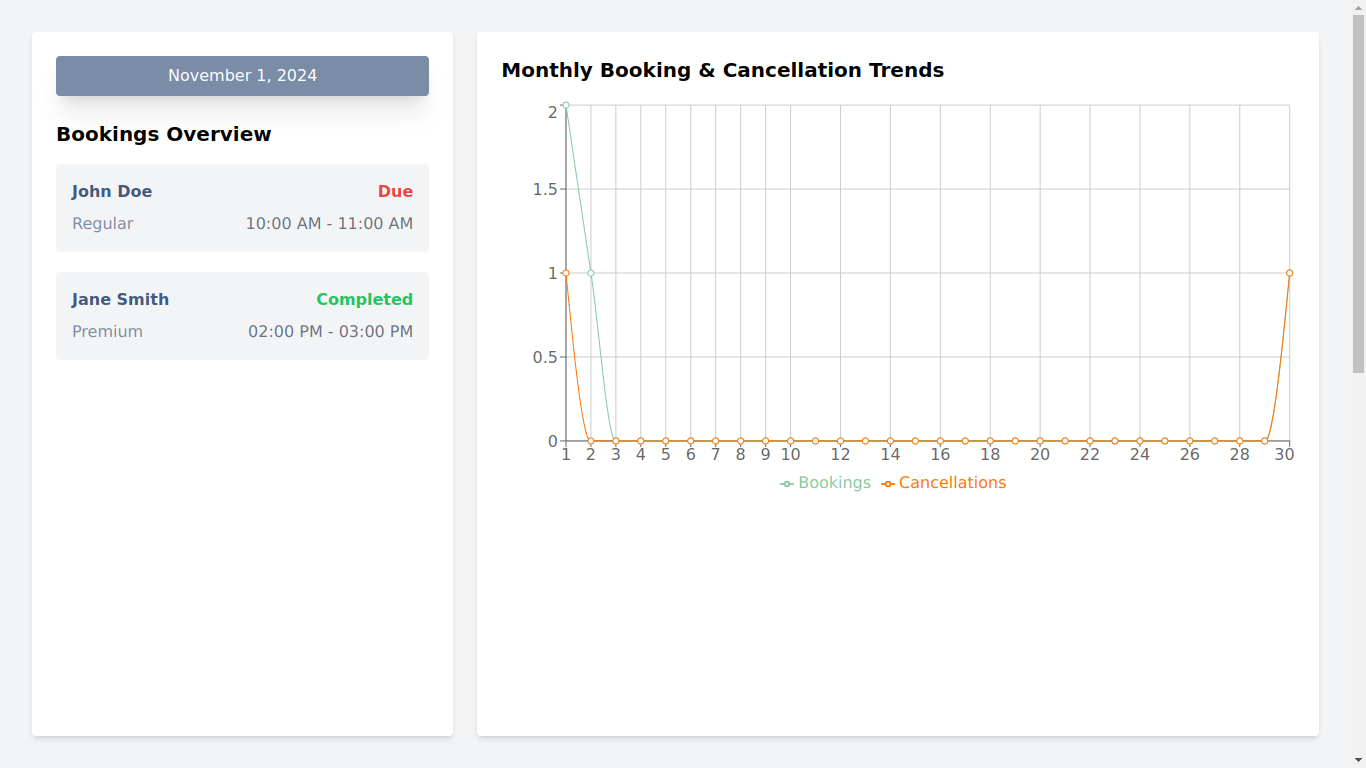 November 1, 2024
Bookings Overview
John Doe Due
Regular 10:00 AM - 11:00 AM
Jane Smith Completed
Premium 02:00 PM - 03:00 PM
Monthly Booking & Cancellation Trends
2
1.5
1
0.5
0
1 2 3 4 5 6 7 8 9 10 12 14 16 18 20 22 24 26 28 30
Bookings Cancellations